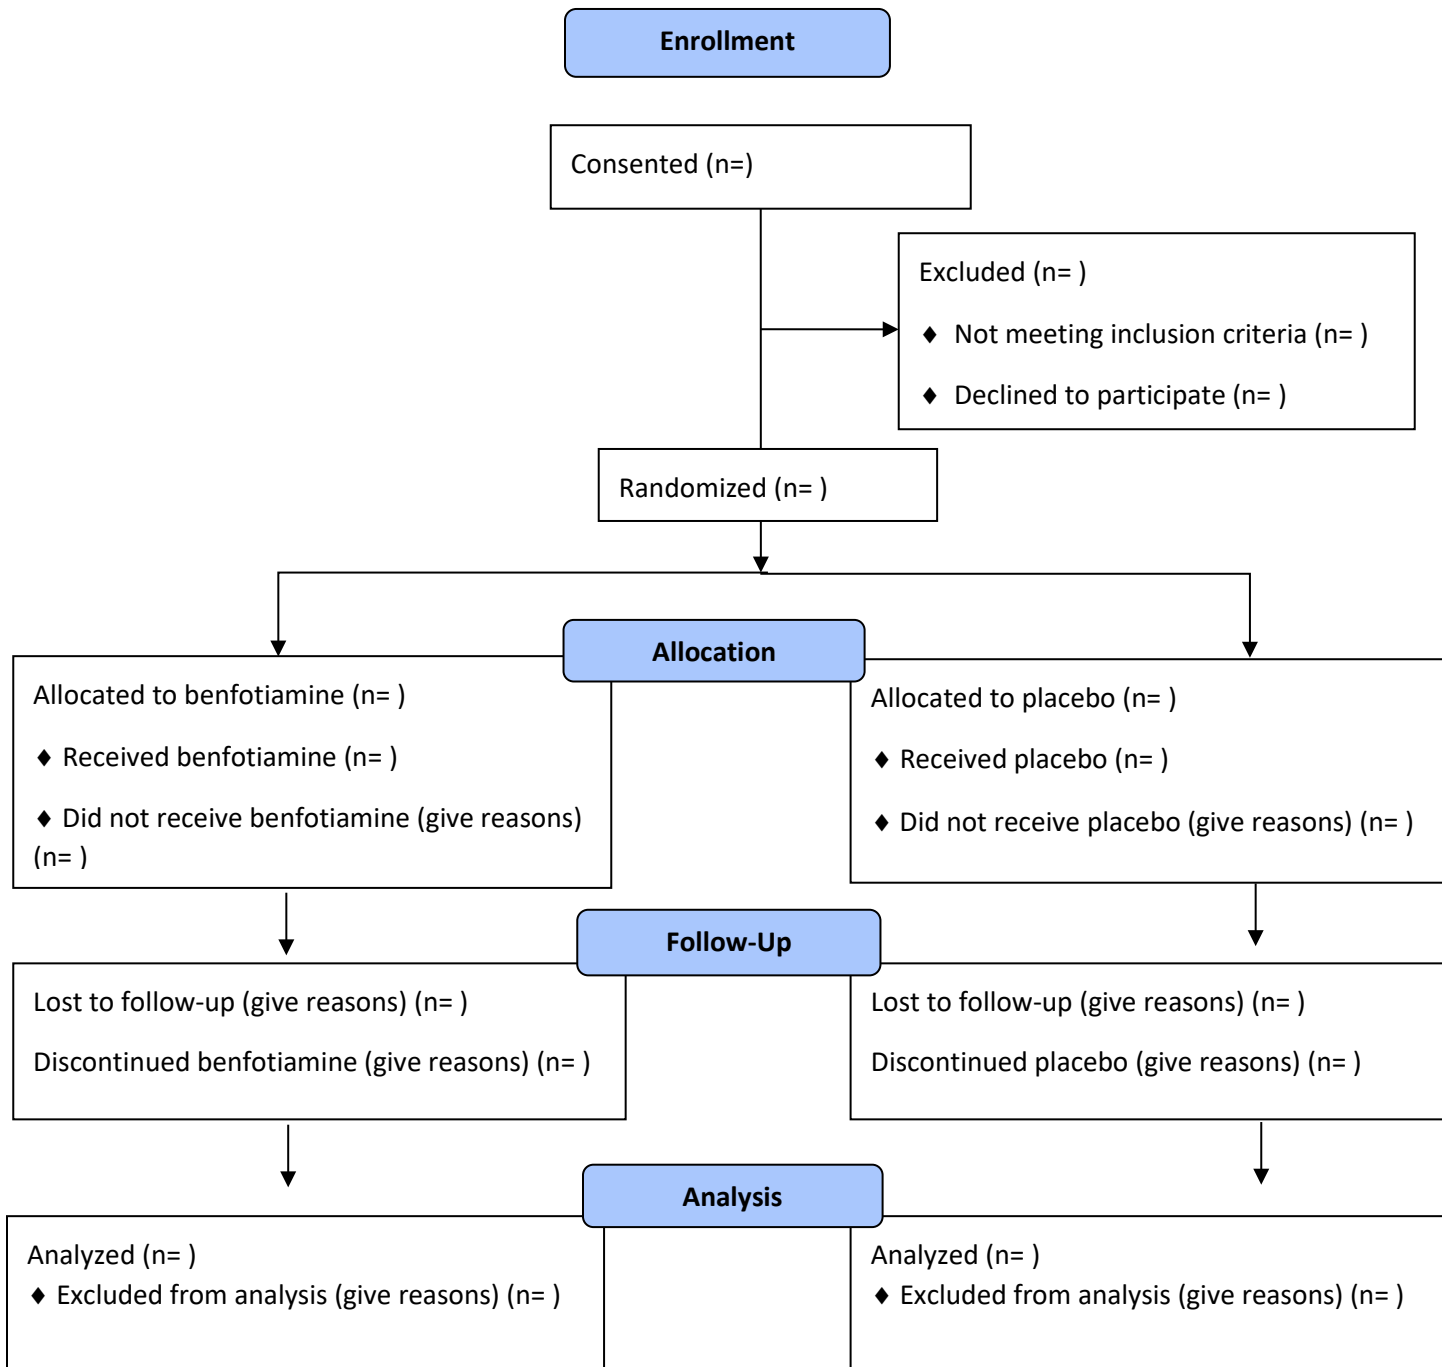 Enrollment
Consented (n=)
Excluded (n= )
♦ Not meeting inclusion criteria (n= )
♦ Declined to participate (n= )
Randomized (n= )
Allocation
Allocated to benfotiamine (n= )
♦ Received benfotiamine (n= )
♦ Did not receive benfotiamine (give reasons)
(n= )
Allocated to placebo (n= )
♦ Received placebo (n= )
♦ Did not receive placebo (give reasons) (n= )
Follow-Up
Lost to follow-up (give reasons) (n= )
Discontinued benfotiamine (give reasons) (n= )
Lost to follow-up (give reasons) (n= )
Discontinued placebo (give reasons) (n= )
Analysis
Analyzed (n= )
♦ Excluded from analysis (give reasons) (n= )
Analyzed (n= )
♦ Excluded from analysis (give reasons) (n= )